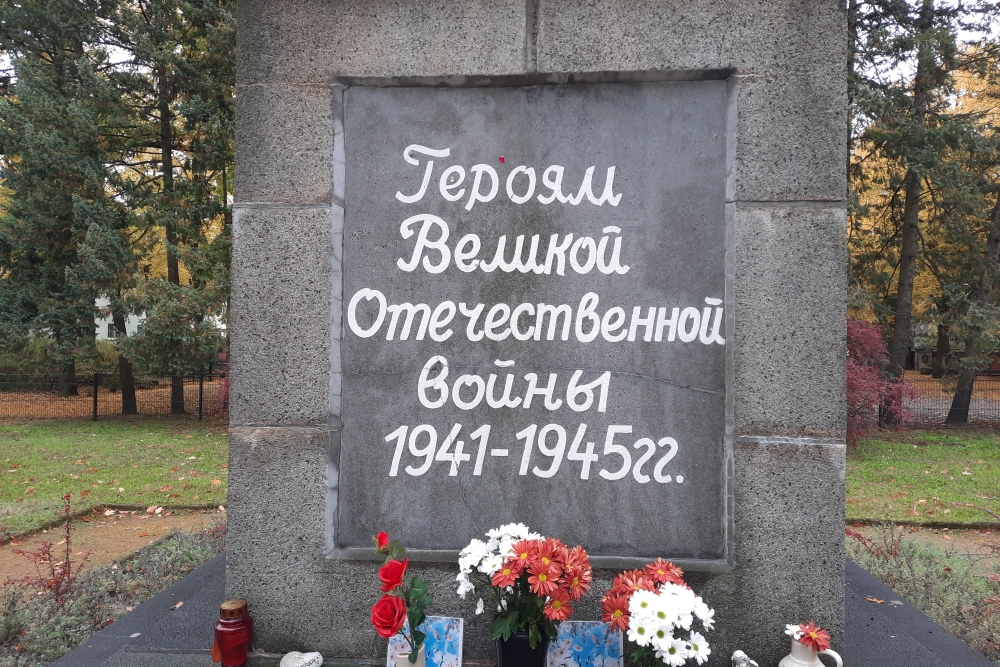 Героям
Великой
Отечественной
войны
1941-1945гг.